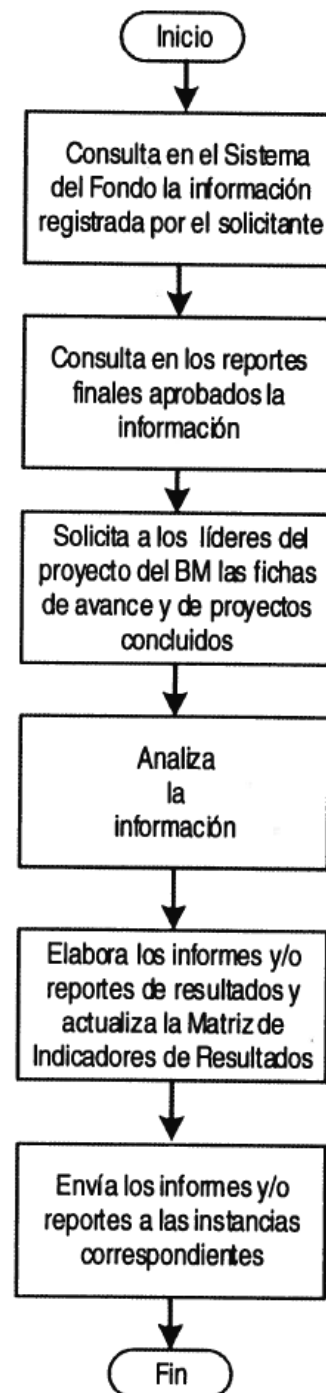 Inicio
Consulta en el Sistema
del Fondo la información
registrada por el solicitante
Consulta en los reportes
finales aprobados la
información
Solicita a los líderes del
proyecto del BM las fichas
de avance y de proyectos
concluidos
Analiza
la
información
Elabora los informes y/o
reportes de resultados y
actualiza la Matriz de
Indicadores de Resultados
Envía los informes y/o
reportes a las instancias
correspondientes
Fin